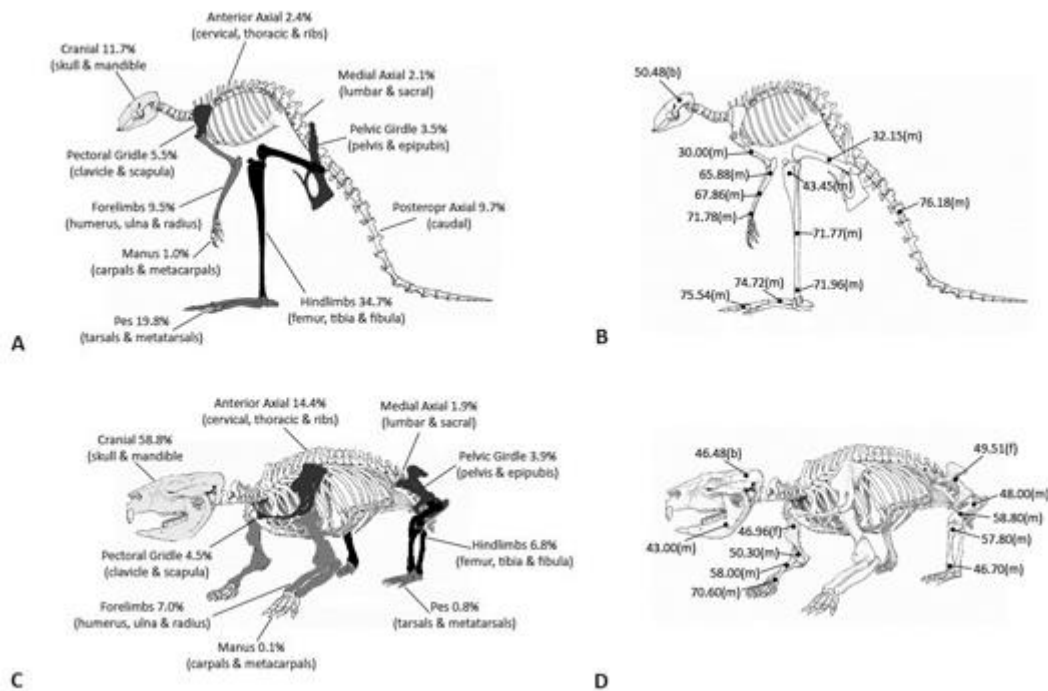 Anterior Axial 2.4%
(cervical, thoracic & ribs)
Cranial 11.7%
(skull & mandible
Medial Axial 2.1%
(lumbar & sacral)
Pelvic Girdle 3.5%
(pelvis & epipubis)
Pectoral Gridle 5.5%
(clavicle & scapula)
Forelimbs 9.5%
(humerus, ulna & radius)
Posteropr Axial 9.7%
(caudal)
Manus 1.0%
(carpals & metacarpals)
Hindlimbs 34.7%
(femur, tibia & fibula)
Pes 19.8%
(tarsals & metatarsals)
A
50.48(b)
32.15(m)
30.00(m)
65.88(m)
43.45(m)
67.86(m)
76.18(m)
71.78(m)
71.77(m)
74.72(m)
71.96(m)
75.54(m)
B
Anterior Axial 14.4%
(cervical, thoracic & ribs)
Medial Axial 1.9%
(lumbar & sacral)
Cranial 58.8%
(skull & mandible
Pelvic Girdle 3.9%
(pelvis & epipubis)
Pectoral Gridle 4.5%
(clavicle & scapula)
Hindlimbs 6.8%
(femur, tibia & fibula)
Forelimbs 7.0%
(humerus, ulna & radius)
Pes 0.8%
(tarsals & metatarsals)
Manus 0.1%
(carpals & metacarpals)
C
46.48(b)
49.51(f)
48.00(m)
46.96(f)
58.80(m)
43.00(m)
57.80(m)
50.30(m)
58.00(m)
46.70(m)
70.60(m)
D